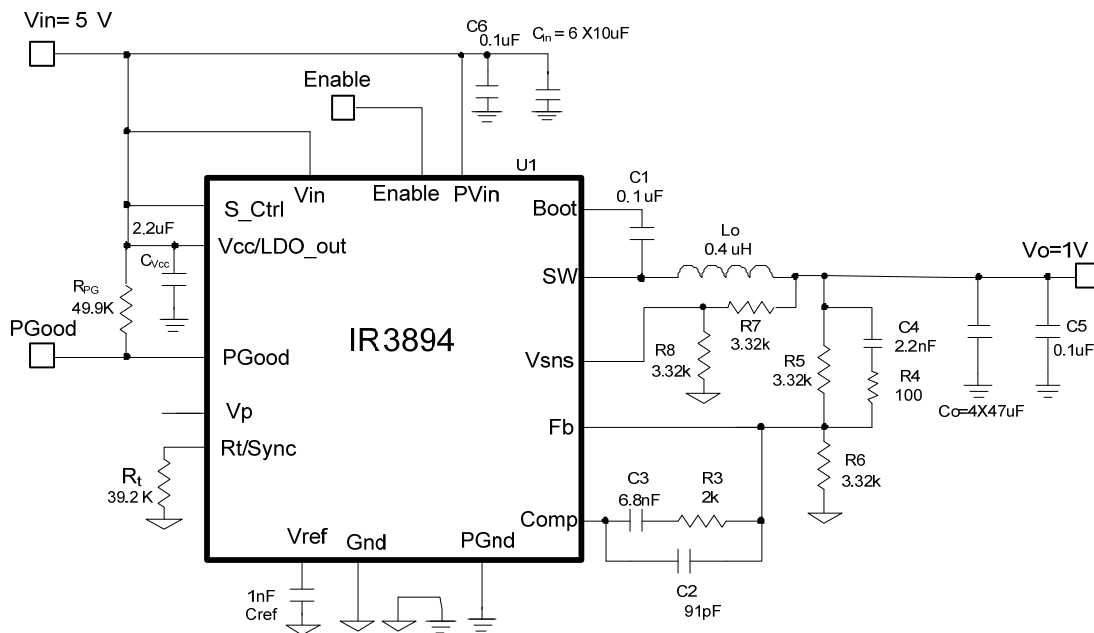 Vin= 5 V
C6
0.1uF
Cin = 6 X10uF
Enable
U1
Vin
Enable
PVin
S_Ctrl
Boot
C1
0.1uF
2.2uF
Vcc/LDO_out
CVcc
Lo
0.4 uH
Vo=1V
SW
RPG
49.9K
PGood
IR3894
R7
3.32k
C4
2.2nF
C5
0.1uF
PGood
Vsns
R8
3.32k
R5
3.32k
R4
100
Co=4X47uF
Vp
Fb
Rt/Sync
Rt
39.2 K
R6
3.32k
C3
6.8nF
R3
2k
Comp
Vref
Gnd
PGnd
1nF
Cref
C2
91pF